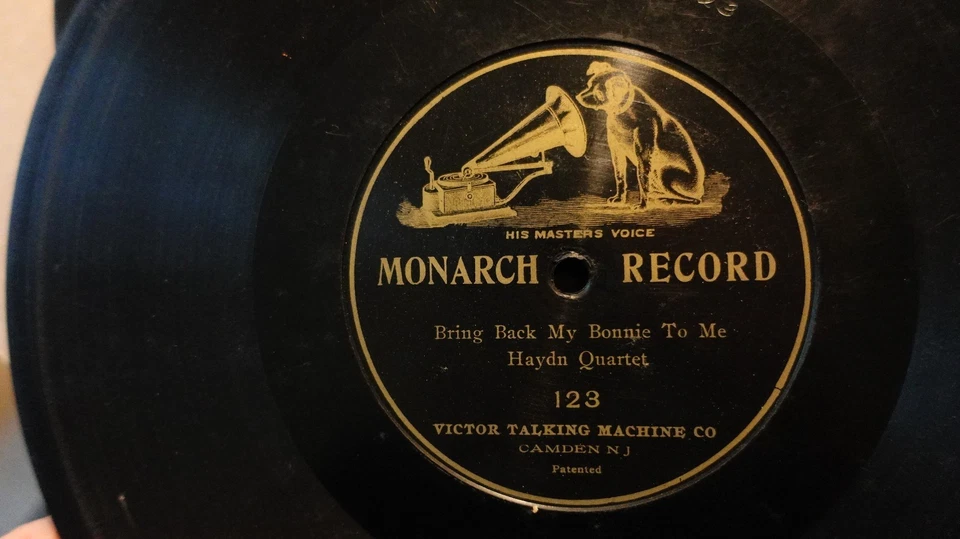 HIS MASTERS VOICE
MONARCH RECORD
Bring Back My Bonnie To Me
Haydn Quartet
123
VICTOR TALKING MACHINE CO
CAMDEN N J
Patented